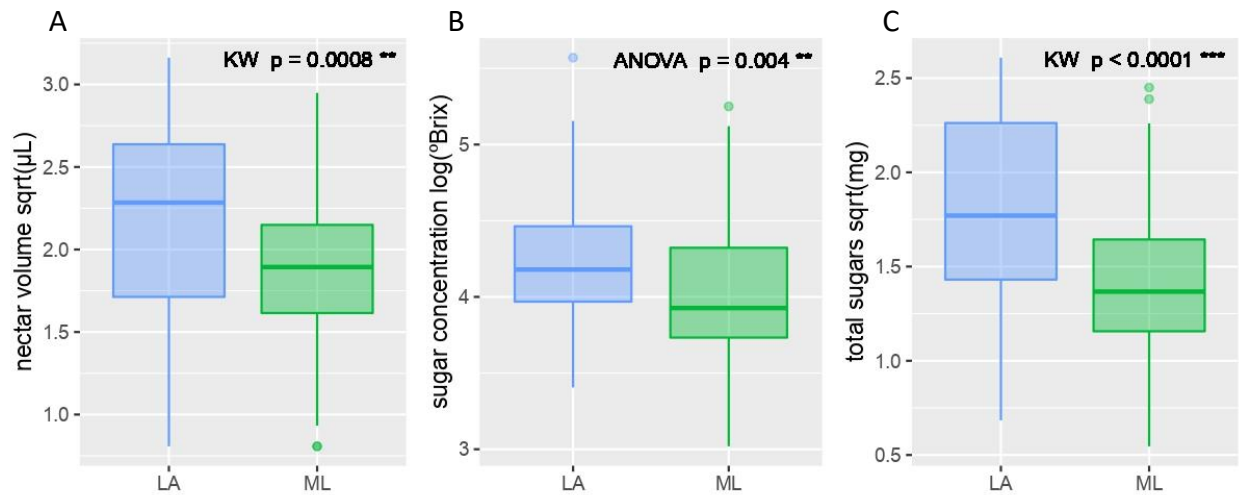 A
KW p = 0.0008 **
nectar volume sqrt(µL)
3.0
2.5
2.0
1.5
1.0
LA
ML
B
ANOVA p = 0.004 **
sugar concentration log(ºBrix)
5
4
3
LA
ML
C
KW p < 0.0001 ***
total sugars sqrt(mg)
2.5
2.0
1.5
1.0
0.5
LA
ML